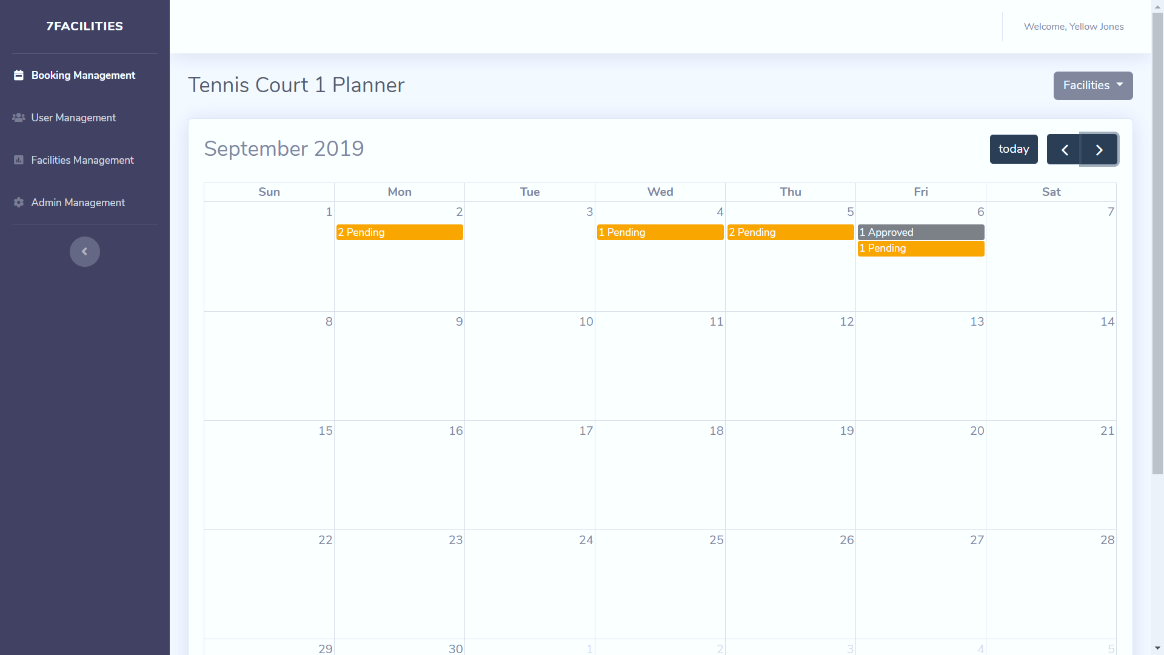 7FACILITIES
Welcome, Yellow Jones
Booking Management
User Management
Facilities Management
Admin Management
Tennis Court 1 Planner
Facilities
September 2019
today
Sun Mon Tue Wed Thu Fri Sat
1 2 3 4 5 6 7
2 Pending 1 Pending 2 Pending 1 Approved
1 Pending
8 9 10 11 12 13 14
15 16 17 18 19 20 21
22 23 24 25 26 27 28
29 30 1 2 3 4 5